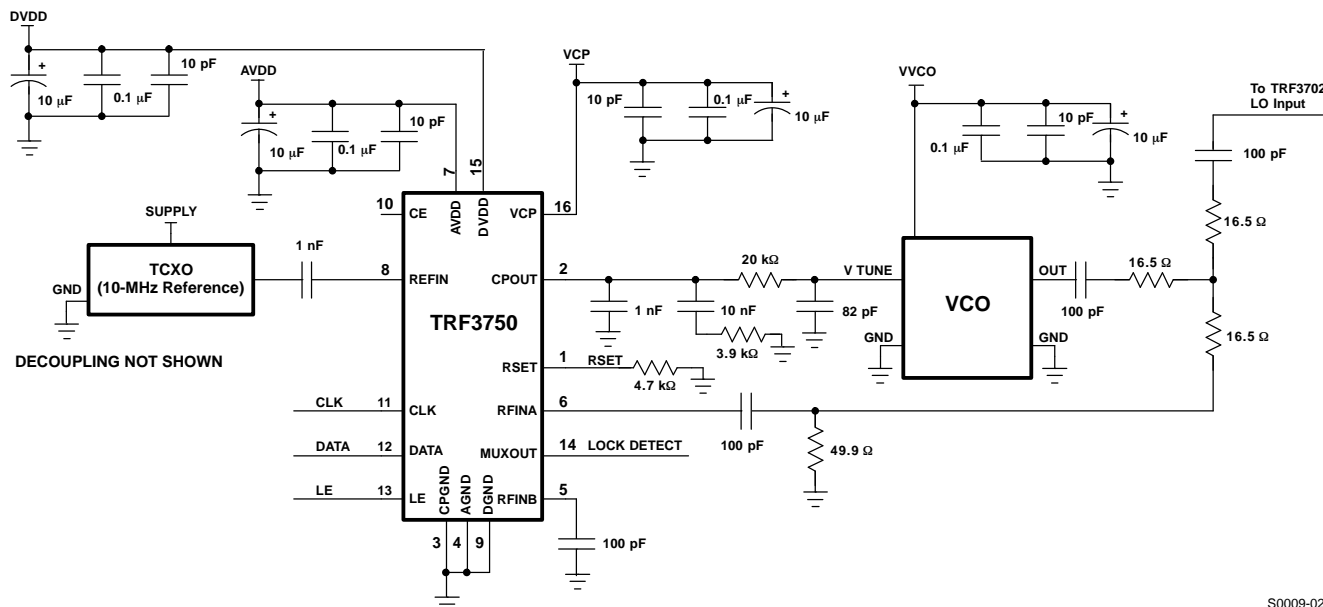 DVDD
+
10 μF
0.1 μF
10 pF
AVDD
+
10 μF
0.1 μF
10 pF
VCP
10 pF
0.1 μF
+
10 μF
VVCO
0.1 μF
10 pF
+
10 μF
To TRF3702
LO Input
100 pF
16.5 Ω
7
15
10
CE
AVDD
DVDD
VCP
16
SUPPLY
TCXO
(10-MHz Reference)
GND
1 nF
8
REFIN
CPOUT
2
20 kΩ
V TUNE
OUT
16.5 Ω
TRF3750
1 nF
10 nF
82 pF
VCO
100 pF
3.9 kΩ
GND
GND
16.5 Ω
DECOUPLING NOT SHOWN
RSET
1
RSET
4.7 kΩ
CLK
11
CLK
RFINA
6
100 pF
49.9 Ω
DATA
12
DATA
MUXOUT
14
LOCK DETECT
LE
13
LE
CPGND
AGND
DGND
RFINB
5
3
4
9
100 pF
S0009-02